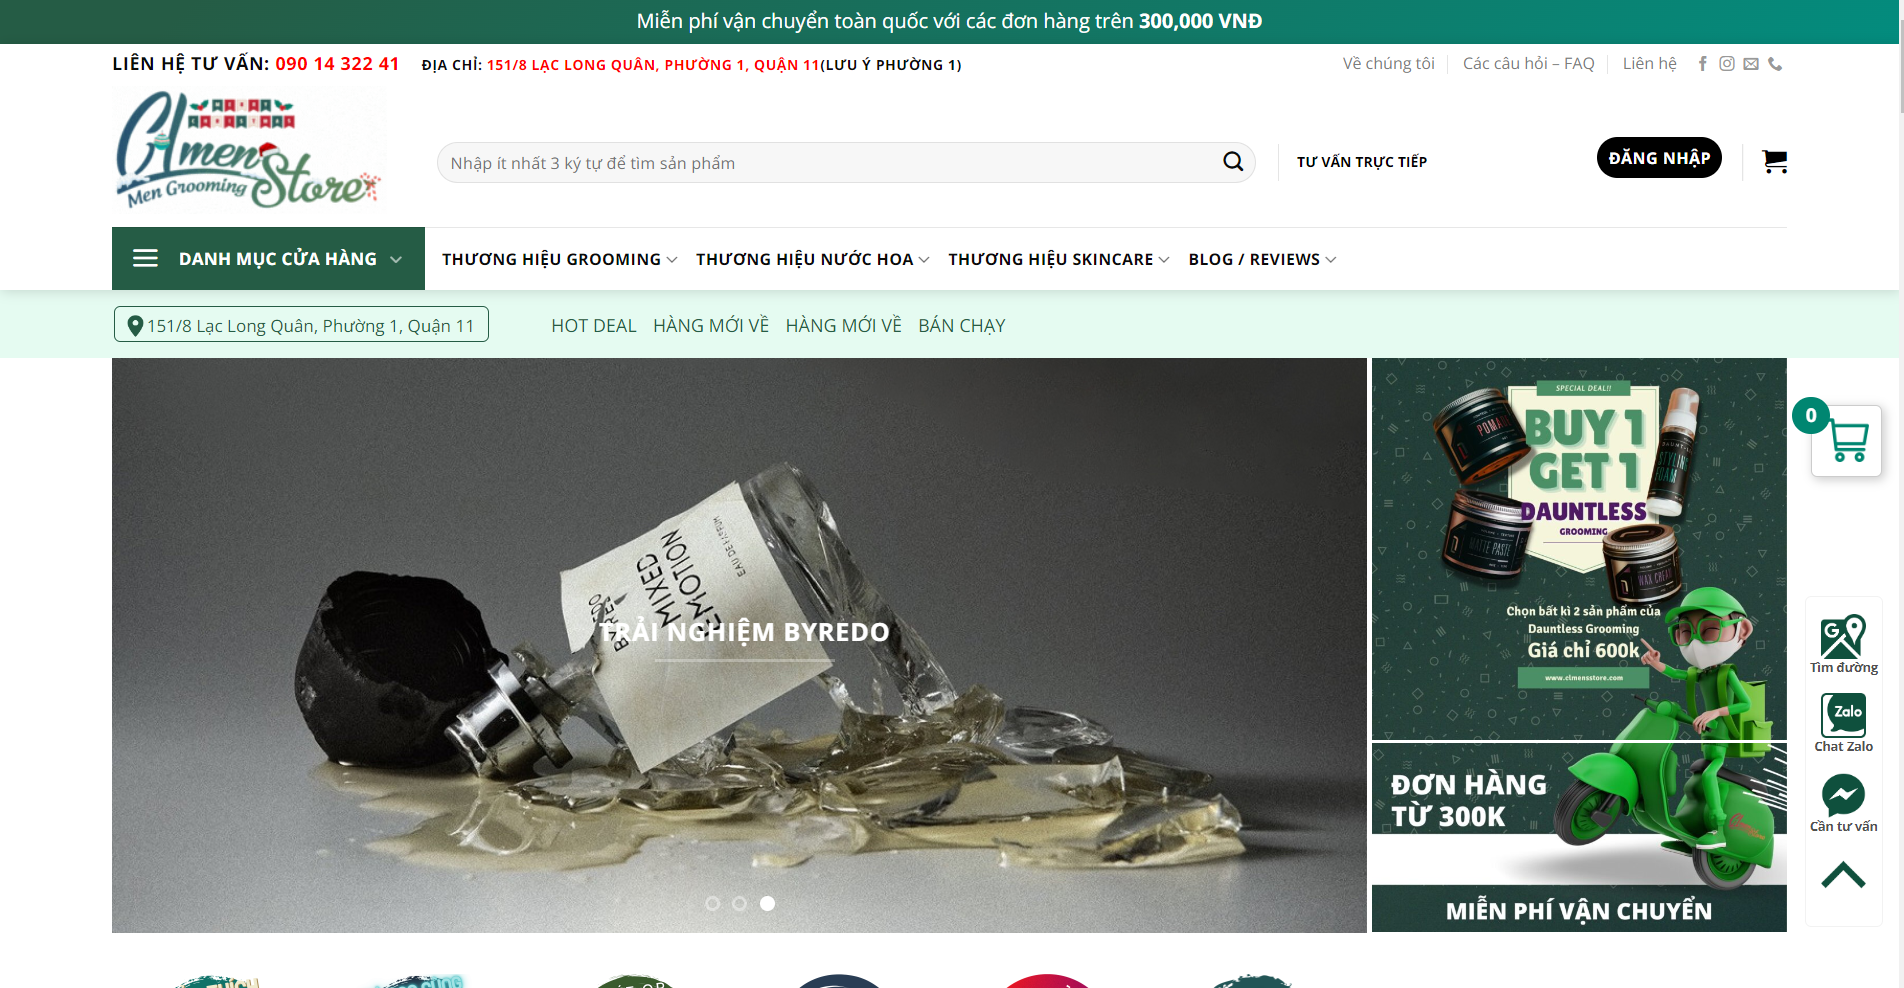 Miễn phí vận chuyển toàn quốc với các đơn hàng trên 300,000 VNĐ
LIÊN HỆ TƯ VẤN: 090 14 322 41
ĐỊA CHỈ: 151/8 LẠC LONG QUÂN, PHƯỜNG 1, QUẬN 11(LƯU Ý PHƯỜNG 1)
Về chúng tôi
Các câu hỏi – FAQ
Liên hệ
Clmen Store
Men Grooming
Nhập ít nhất 3 ký tự để tìm sản phẩm
TƯ VẤN TRỰC TIẾP
ĐĂNG NHẬP
DANH MỤC CỬA HÀNG
THƯƠNG HIỆU GROOMING
THƯƠNG HIỆU NƯỚC HOA
THƯƠNG HIỆU SKINCARE
BLOG / REVIEWS
151/8 Lạc Long Quân, Phường 1, Quận 11
HOT DEAL
HÀNG MỚI VỀ
HÀNG MỚI VỀ
BÁN CHẠY
BYREDO
MIXED
EMOTION
EAU DE PARFUM
TRẢI NGHIỆM BYREDO
SPECIAL DEAL!!
BUY 1
GET 1
DAUNTLESS
GROOMING
POMADE
STYLING
FOAM
MATTE PASTE
WAX CREAM
Chọn bất kì 2 sản phẩm của
Dauntless Grooming
Giá chỉ 600k
www.clmensstore.com
ĐƠN HÀNG
TỪ 300K
MIỄN PHÍ VẬN CHUYỂN
0
Tìm đường
Zalo
Chat Zalo
Cần tư vấn